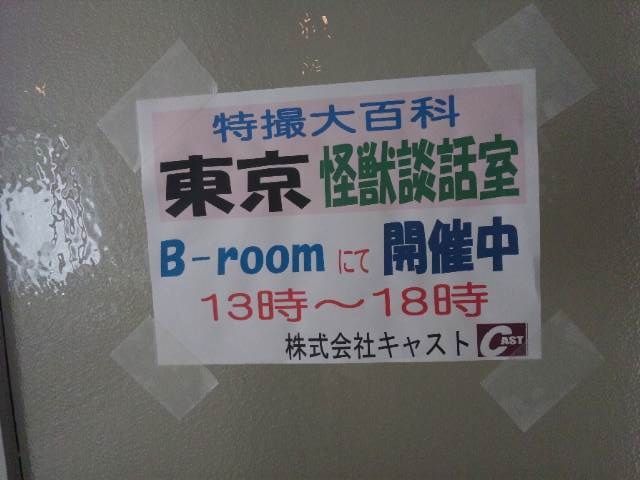 特撮大百科
東京 怪獣談話室
B-room にて 開催中
13時～18時
株式会社キャスト CAST